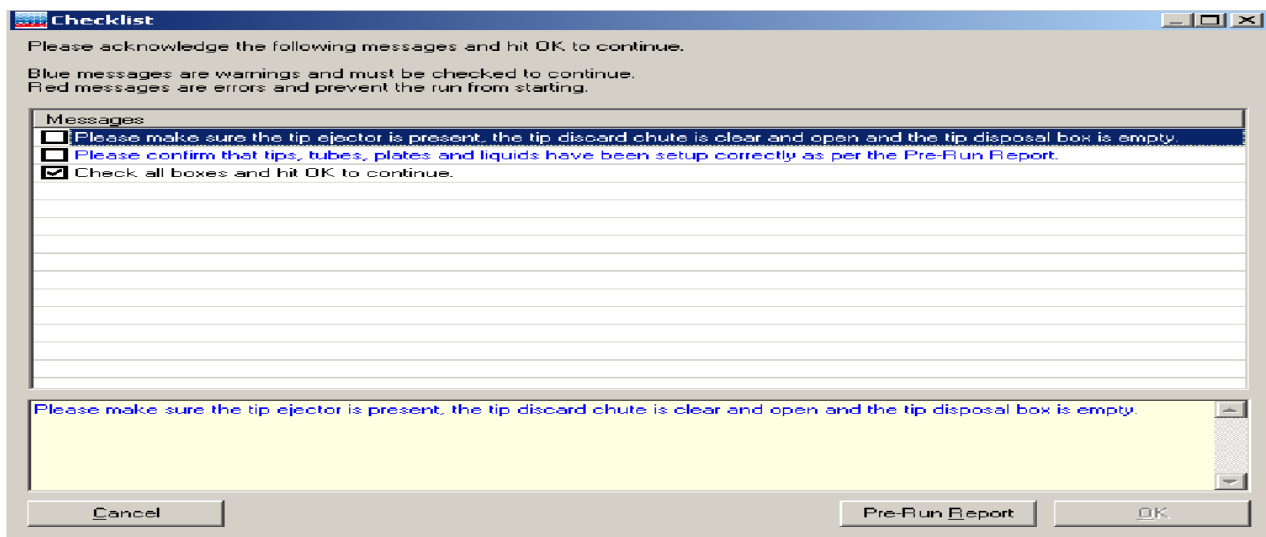 Checklist
Please acknowledge the following messages and hit OK to continue.
Blue messages are warnings and must be checked to continue.
Red messages are errors and prevent the run from starting.
Messages
Please make sure the tip ejector is present, the tip discard chute is clear and open and the tip disposal box is empty.
Please confirm that tips, tubes, plates and liquids have been setup correctly as per the Pre-Run Report.
Check all boxes and hit OK to continue.
Please make sure the tip ejector is present, the tip discard chute is clear and open and the tip disposal box is empty.
Cancel Pre-Run Report OK